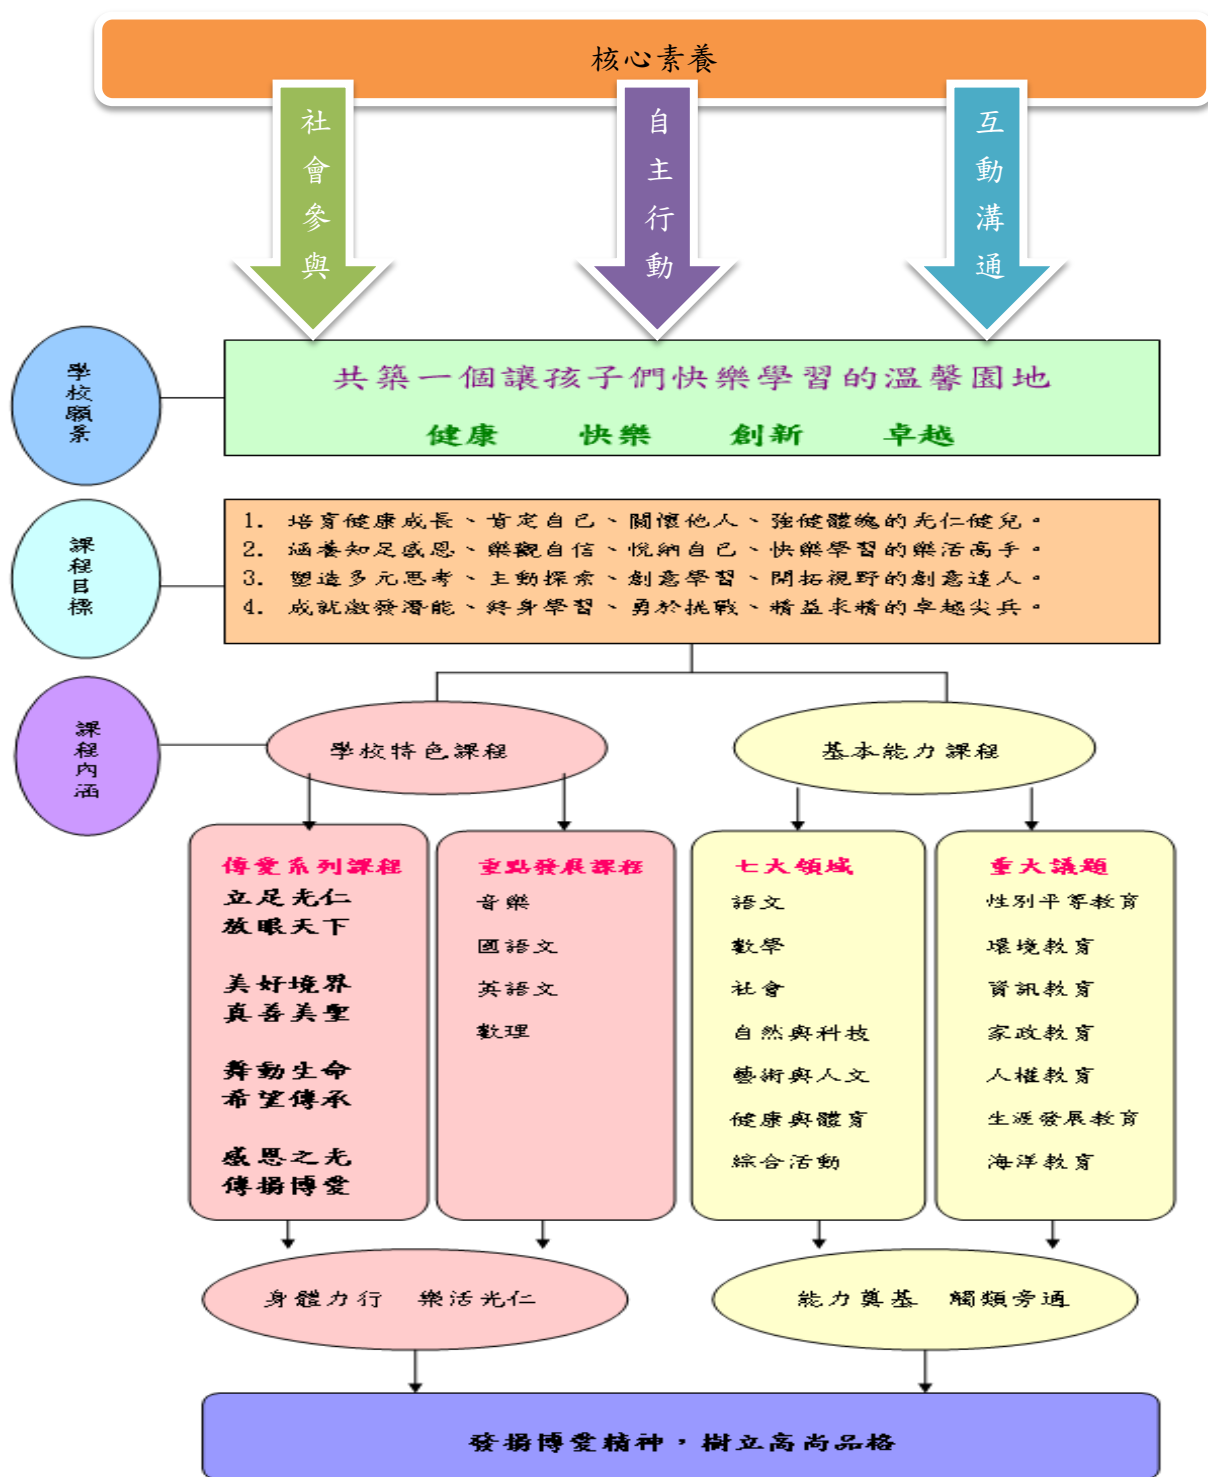 核心素養
社會參與
自主行動
互動溝通
學校願景
共築一個讓孩子們快樂學習的溫馨園地
健康 快樂 創新 卓越
課程目標
1. 培育健康成長、肯定自己、關懷他人、強健體魄的光仁健兒。
2. 涵養知足感恩、樂觀自信、悅納自己、快樂學習的樂活高手。
3. 塑造多元思考、主動探索、創意學習、開拓視野的創意達人。
4. 成就激發潛能、終身學習、勇於挑戰、精益求精的卓越尖兵。
課程內涵
學校特色課程
基本能力課程
傳愛系列課程
立足光仁
放眼天下
美好境界
真善美聖
舞動生命
希望傳承
感恩之光
傳揚博愛
重點發展課程
音樂
國語文
英語文
數理
七大領域
語文
數學
社會
自然與科技
藝術與人文
健康與體育
綜合活動
重大議題
性別平等教育
環境教育
資訊教育
家政教育
人權教育
生涯發展教育
海洋教育
身體力行 樂活光仁
能力奠基 觸類旁通
發揚博愛精神，樹立高尚品格